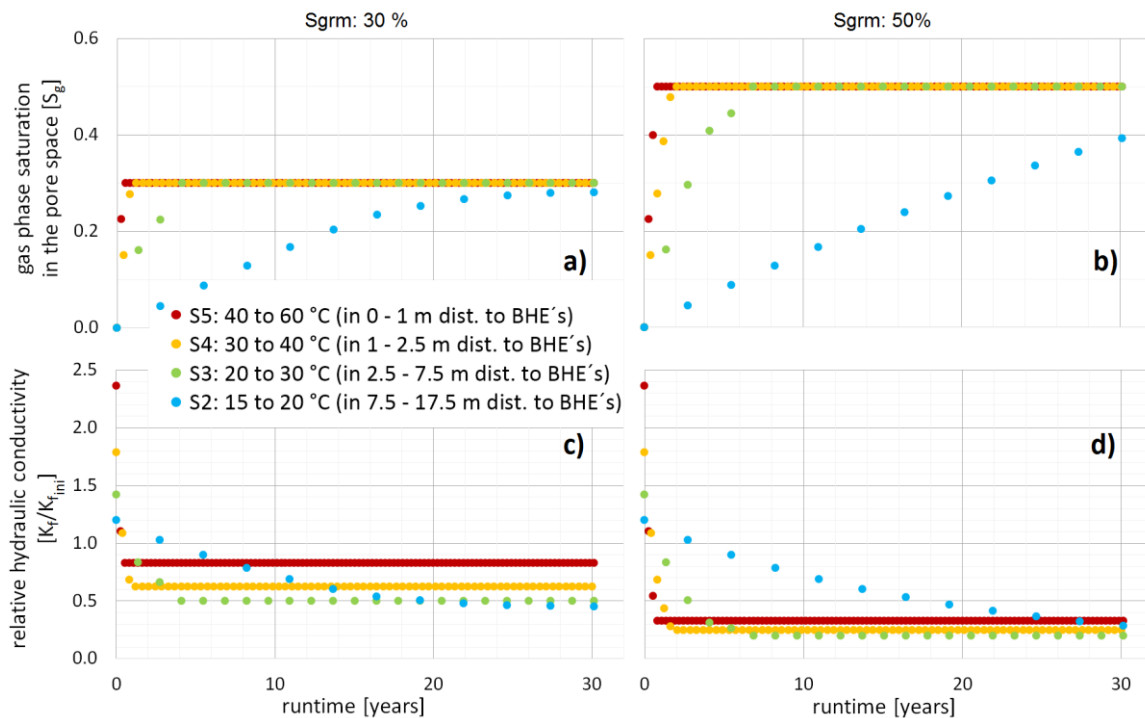 Sgrm: 30 %
Sgrm: 50%
gas phase saturation
in the pore space [Sg]
0.6
0.4
0.2
0.0
a)
b)
S5: 40 to 60 °C (in 0 - 1 m dist. to BHE´s)
S4: 30 to 40 °C (in 1 - 2.5 m dist. to BHE´s)
S3: 20 to 30 °C (in 2.5 - 7.5 m dist. to BHE´s)
S2: 15 to 20 °C (in 7.5 - 17.5 m dist. to BHE´s)
relative hydraulic conductivity
[Kf/Kfini]
2.5
2.0
1.5
1.0
0.5
0.0
c)
d)
0 10 20 30
0 10 20 30
runtime [years]
runtime [years]